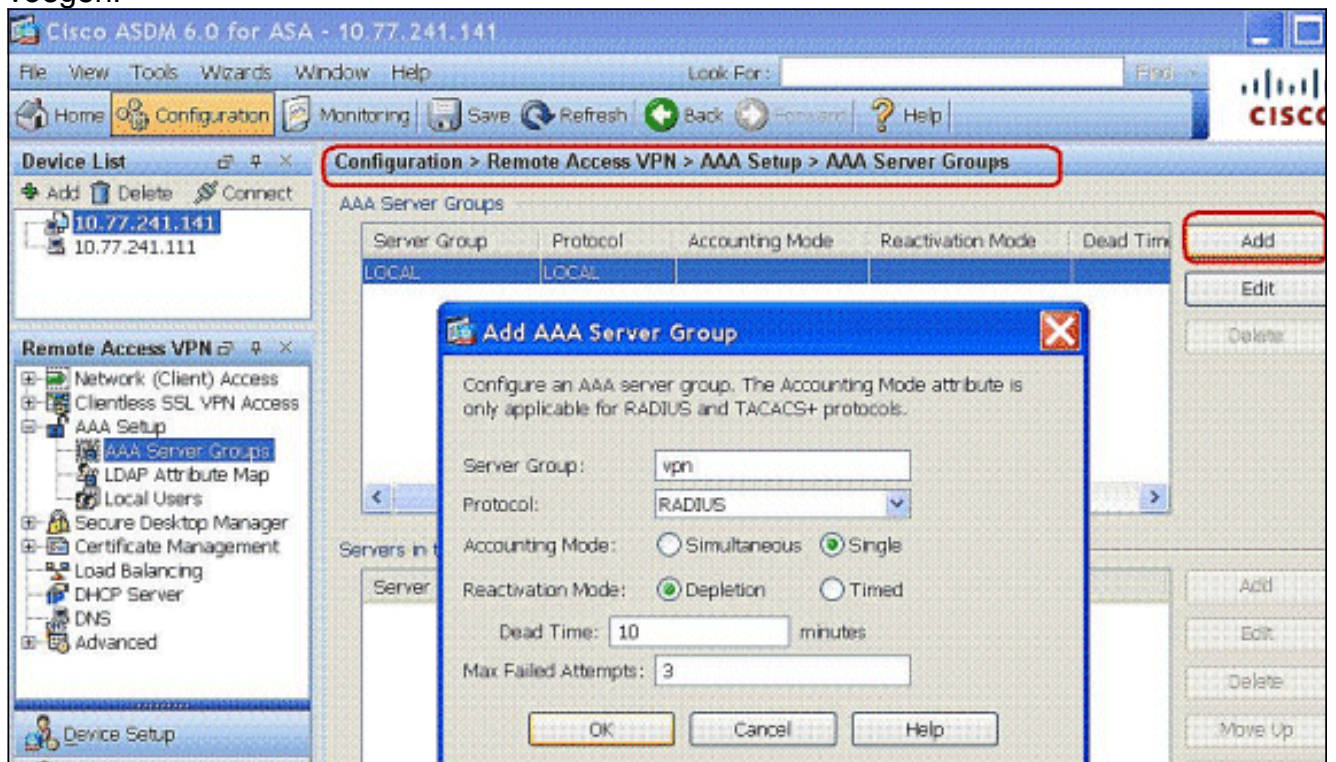 voegen.
Cisco ASDM 6.0 for ASA - 10.77.241.141
File View Tools Wizards Window Help Look For: Find
Home Configuration Monitoring Save Refresh Back Forward Help
CISCO
Device List
Add Delete Connect
10.77.241.141
10.77.241.111
Configuration > Remote Access VPN > AAA Setup > AAA Server Groups
AAA Server Groups
Server Group Protocol Accounting Mode Reactivation Mode Dead Tim
LOCAL LOCAL
Add
Edit
Delete
Remote Access VPN
Network (Client) Access
Clientless SSL VPN Access
AAA Setup
AAA Server Groups
LDAP Attribute Map
Local Users
Secure Desktop Manager
Certificate Management
Load Balancing
DHCP Server
DNS
Advanced
Device Setup
Add AAA Server Group
Configure an AAA server group. The Accounting Mode attribute is
only applicable for RADIUS and TACACS+ protocols.
Server Group: vpn
Protocol: RADIUS
Accounting Mode: Simultaneous Single
Reactivation Mode: Depletion Timed
Dead Time: 10 minutes
Max Failed Attempts: 3
OK Cancel Help
Servers in t
Server
Add
Edit
Delete
Move Up